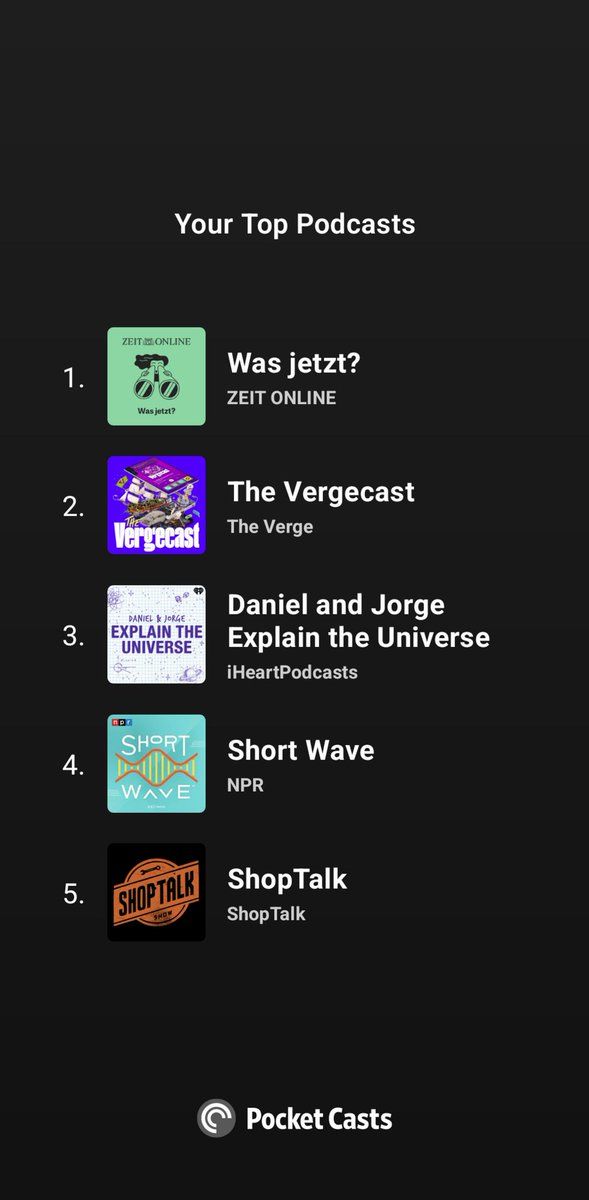 Your Top Podcasts
1.
ZEIT ONLINE
Was jetzt?
Was jetzt?
ZEIT ONLINE
2.
THE
Vergecast
The Vergecast
The Verge
3.
DANIEL & JORGE
EXPLAIN THE
UNIVERSE
Daniel and Jorge
Explain the Universe
iHeartPodcasts
4.
npr
SHORT
WAVE
Short Wave
NPR
5.
SHOPTALK
SHOW
ShopTalk
ShopTalk
Pocket Casts